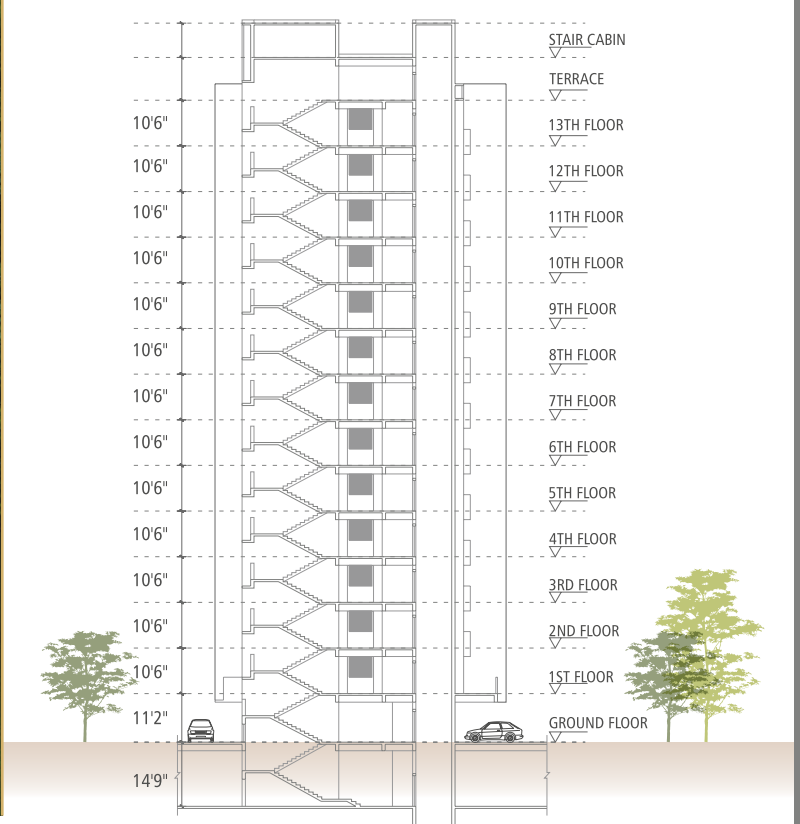 STAIR CABIN
TERRACE
10'6" 13TH FLOOR
10'6" 12TH FLOOR
10'6" 11TH FLOOR
10'6" 10TH FLOOR
10'6" 9TH FLOOR
10'6" 8TH FLOOR
10'6" 7TH FLOOR
10'6" 6TH FLOOR
10'6" 5TH FLOOR
10'6" 4TH FLOOR
10'6" 3RD FLOOR
10'6" 2ND FLOOR
10'6" 1ST FLOOR
11'2" GROUND FLOOR
14'9"